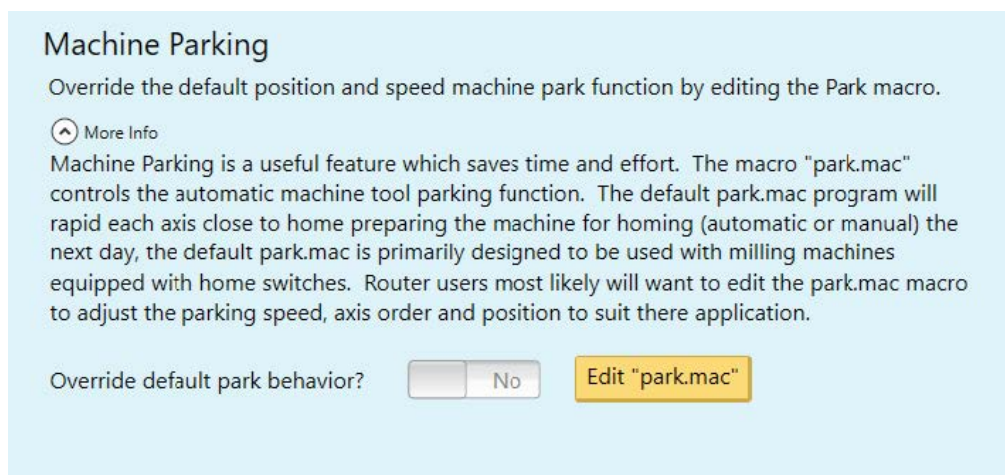 Machine Parking
Override the default position and speed machine park function by editing the Park macro.
More Info
Machine Parking is a useful feature which saves time and effort.  The macro "park.mac"
controls the automatic machine tool parking function.  The default park.mac program will
rapid each axis close to home preparing the machine for homing (automatic or manual) the
next day, the default park.mac is primarily designed to be used with milling machines
equipped with home switches.  Router users most likely will want to edit the park.mac macro
to adjust the parking speed, axis order and position to suit there application.
Override default park behavior? No Edit "park.mac"